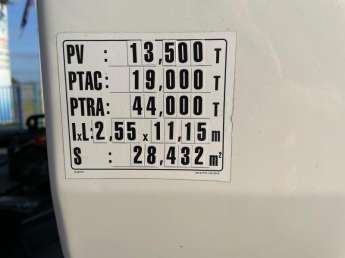 PV : 13,500 T
PTAC : 19,000 T
PTRA : 44,000 T
lxL: 2,55 x 11,15 m
S : 28,432 m²